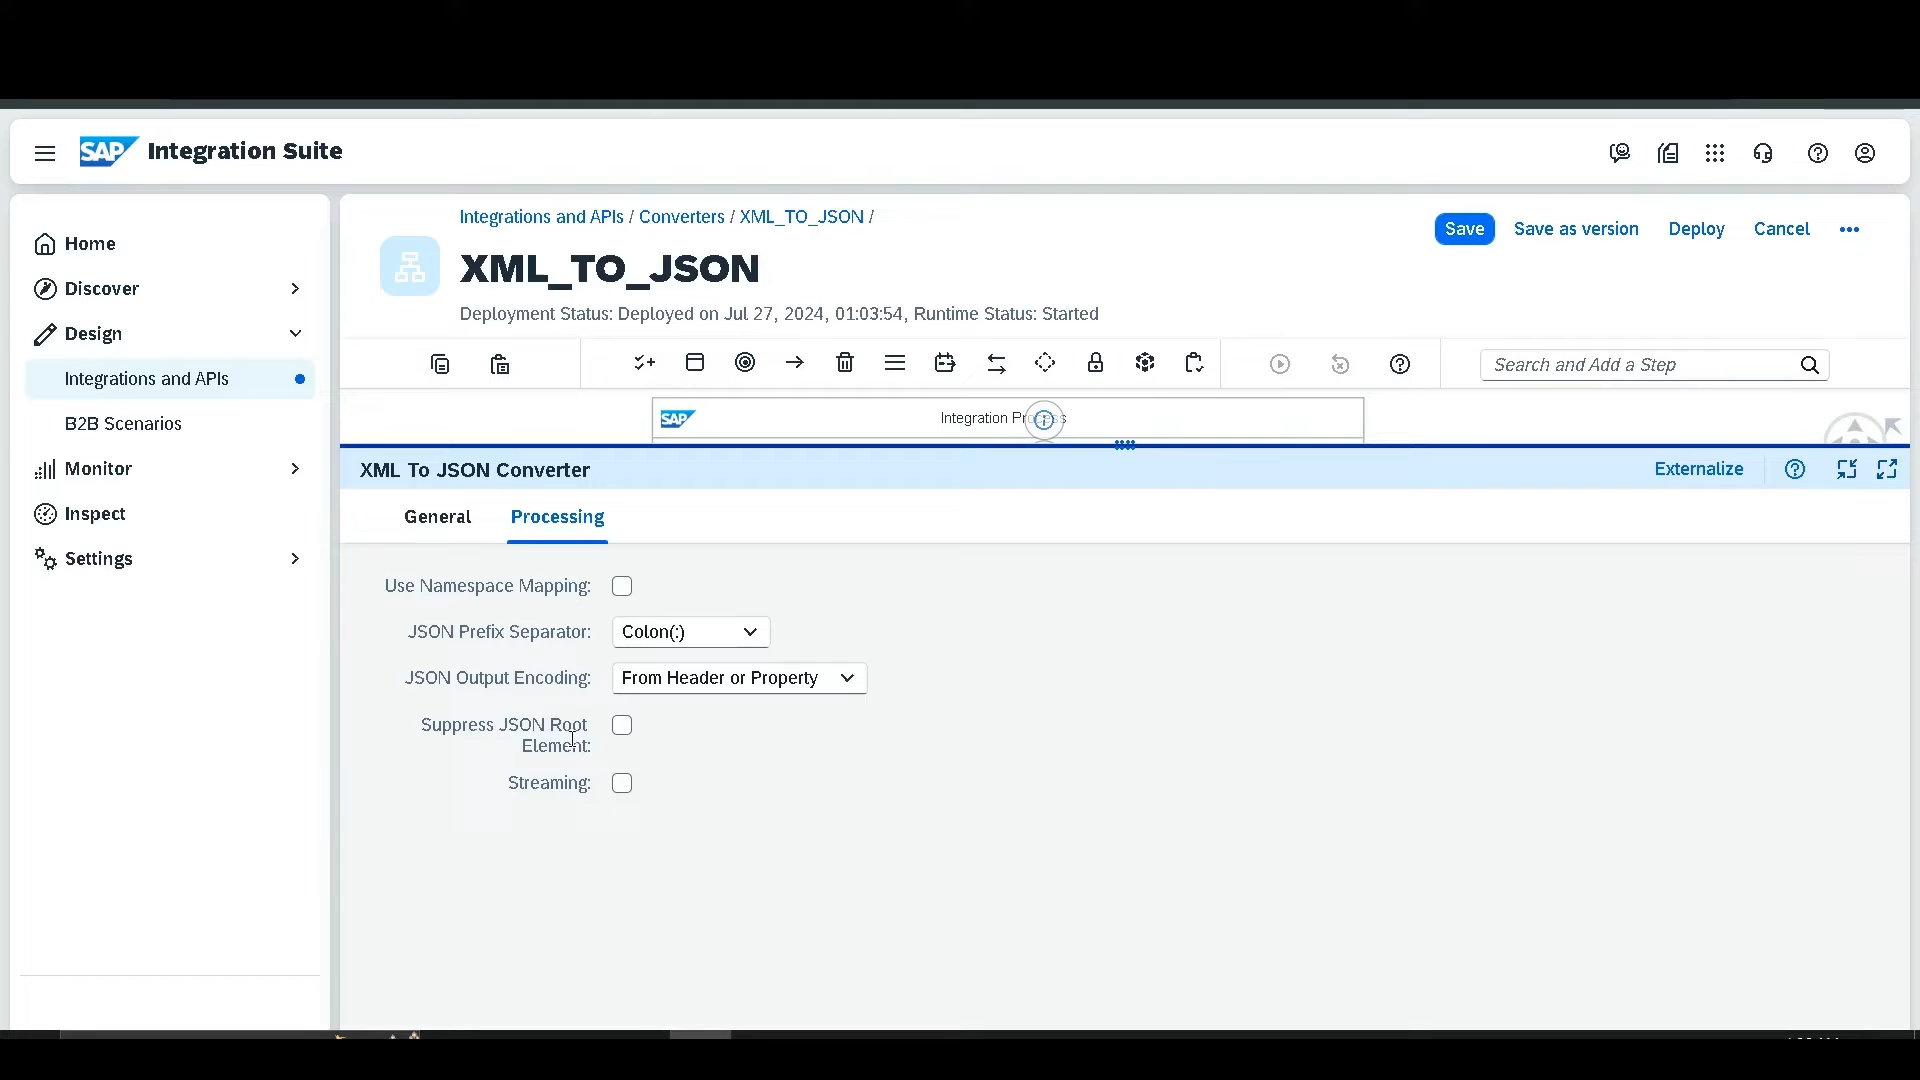 SAP Integration Suite
Home
Discover
Design
Integrations and APIs
B2B Scenarios
Monitor
Inspect
Settings
Integrations and APIs / Converters / XML_TO_JSON /
XML_TO_JSON
Deployment Status: Deployed on Jul 27, 2024, 01:03:54, Runtime Status: Started
Save Save as version Deploy Cancel
Search and Add a Step
SAP Integration Process
XML To JSON Converter Externalize
General Processing
Use Namespace Mapping:
JSON Prefix Separator: Colon(:)
JSON Output Encoding: From Header or Property
Suppress JSON Root
Element:
Streaming: